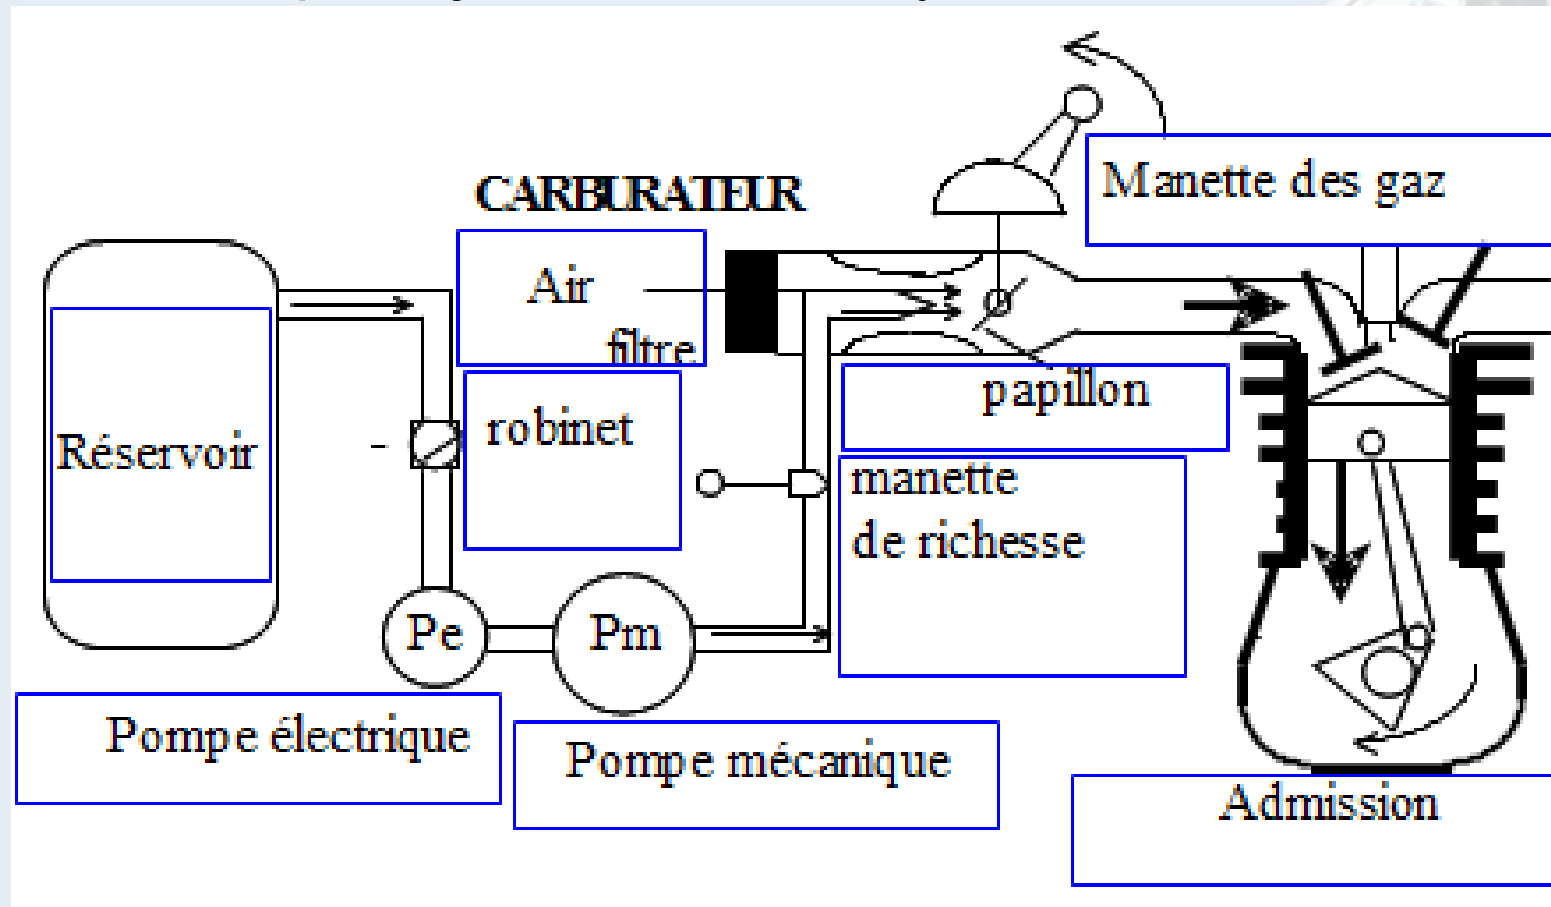 CARBURATEUR
Manette des gaz
Air
filtre
papillon
robinet
Réservoir
manette
de richesse
Pe
Pm
Pompe électrique
Pompe mécanique
Admission